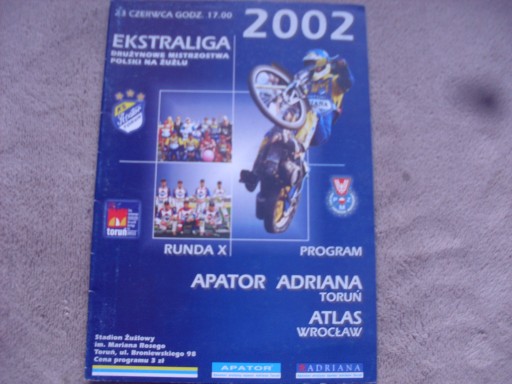 23 CZERWCA GODZ. 17.00
2002
EKSTRALIGA
DRUŻYNOWE MISTRZOSTWA
POLSKI NA ŻUŻLU
toruń
RUNDA X
PROGRAM
APATOR ADRIANA
TORUŃ
ATLAS
WROCŁAW
Stadion Żużlowy
im. Mariana Rosego
Toruń, ul. Broniewskiego 98
Cena programu 3 zł
APATOR
ADRIANA